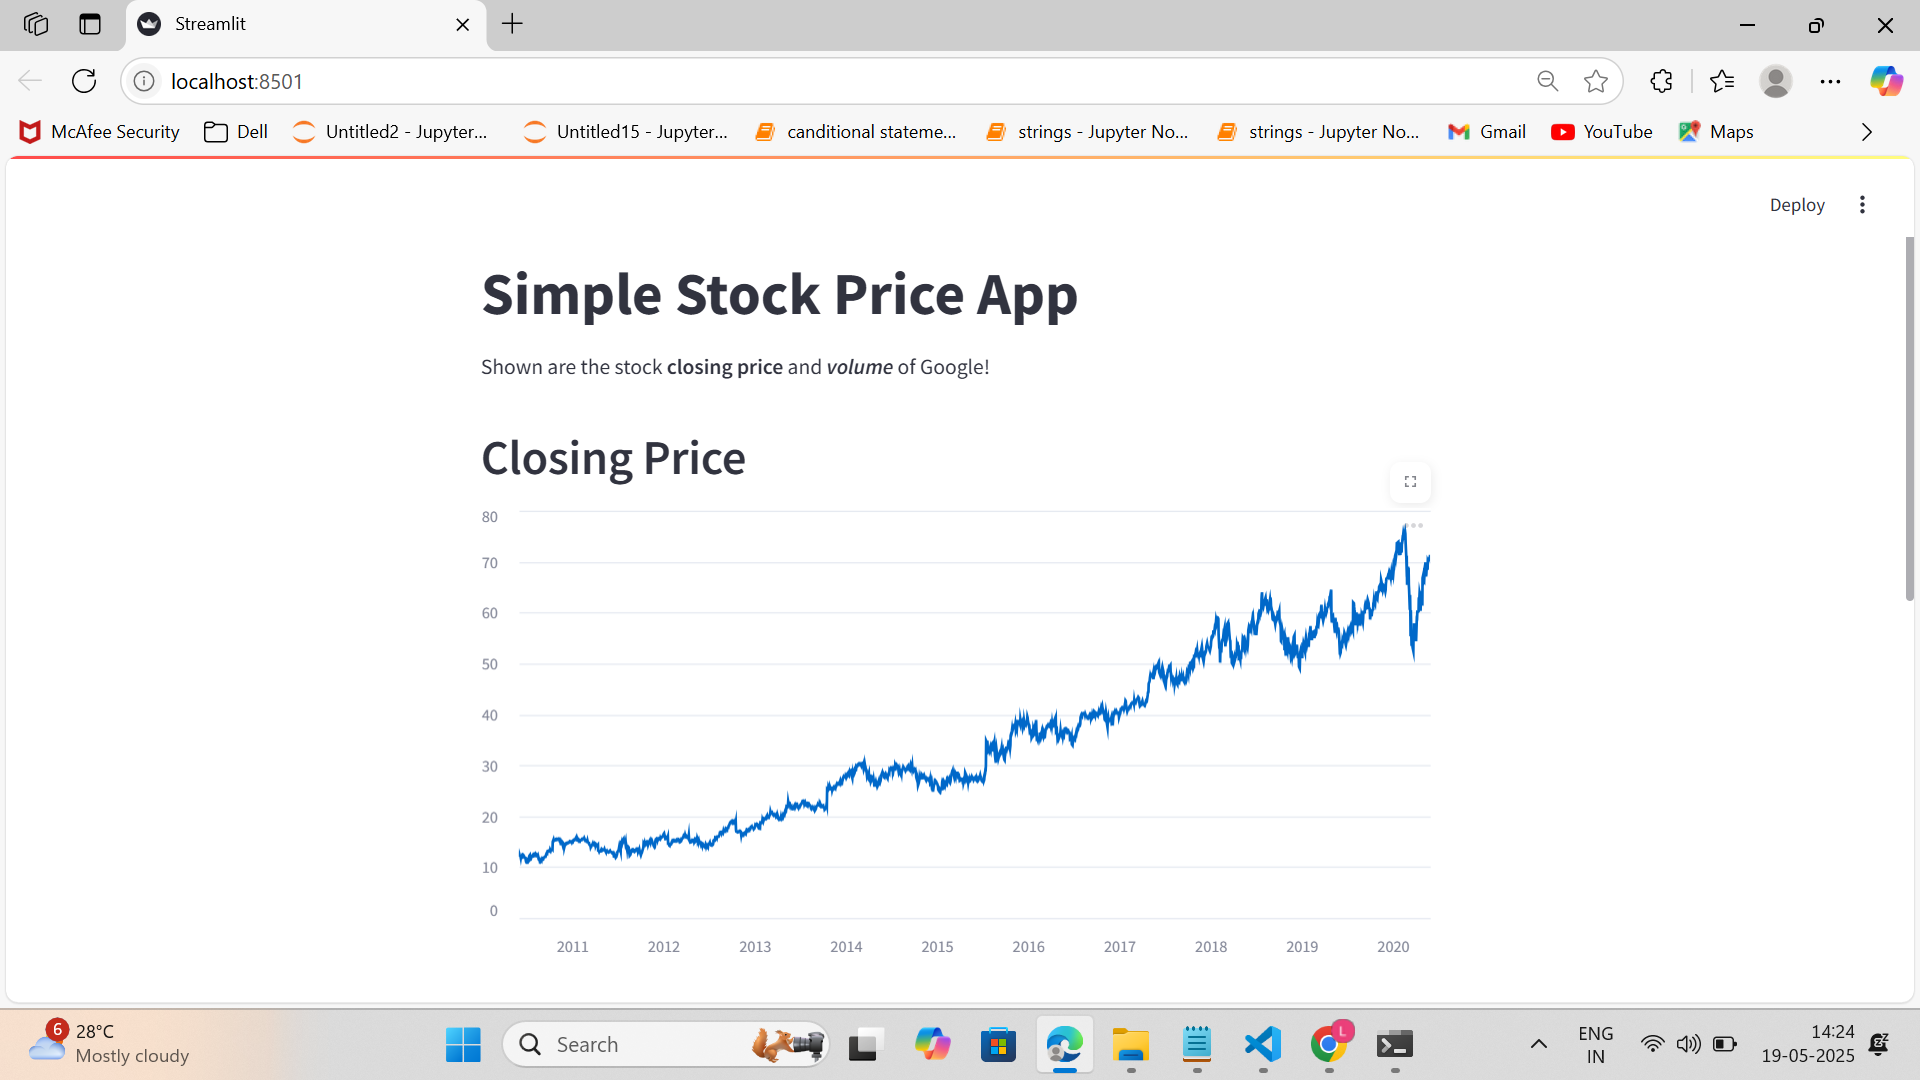 Streamlit
localhost:8501
McAfee Security
Dell
Untitled2 - Jupyter...
Untitled15 - Jupyter...
canditional stateme...
strings - Jupyter No...
strings - Jupyter No...
Gmail
YouTube
Maps
Deploy
Simple Stock Price App
Shown are the stock closing price and volume of Google!
Closing Price
80
70
60
50
40
30
20
10
0
2011 2012 2013 2014 2015 2016 2017 2018 2019 2020
6
28°C
Mostly cloudy
Search
L
ENG
IN
14:24
19-05-2025